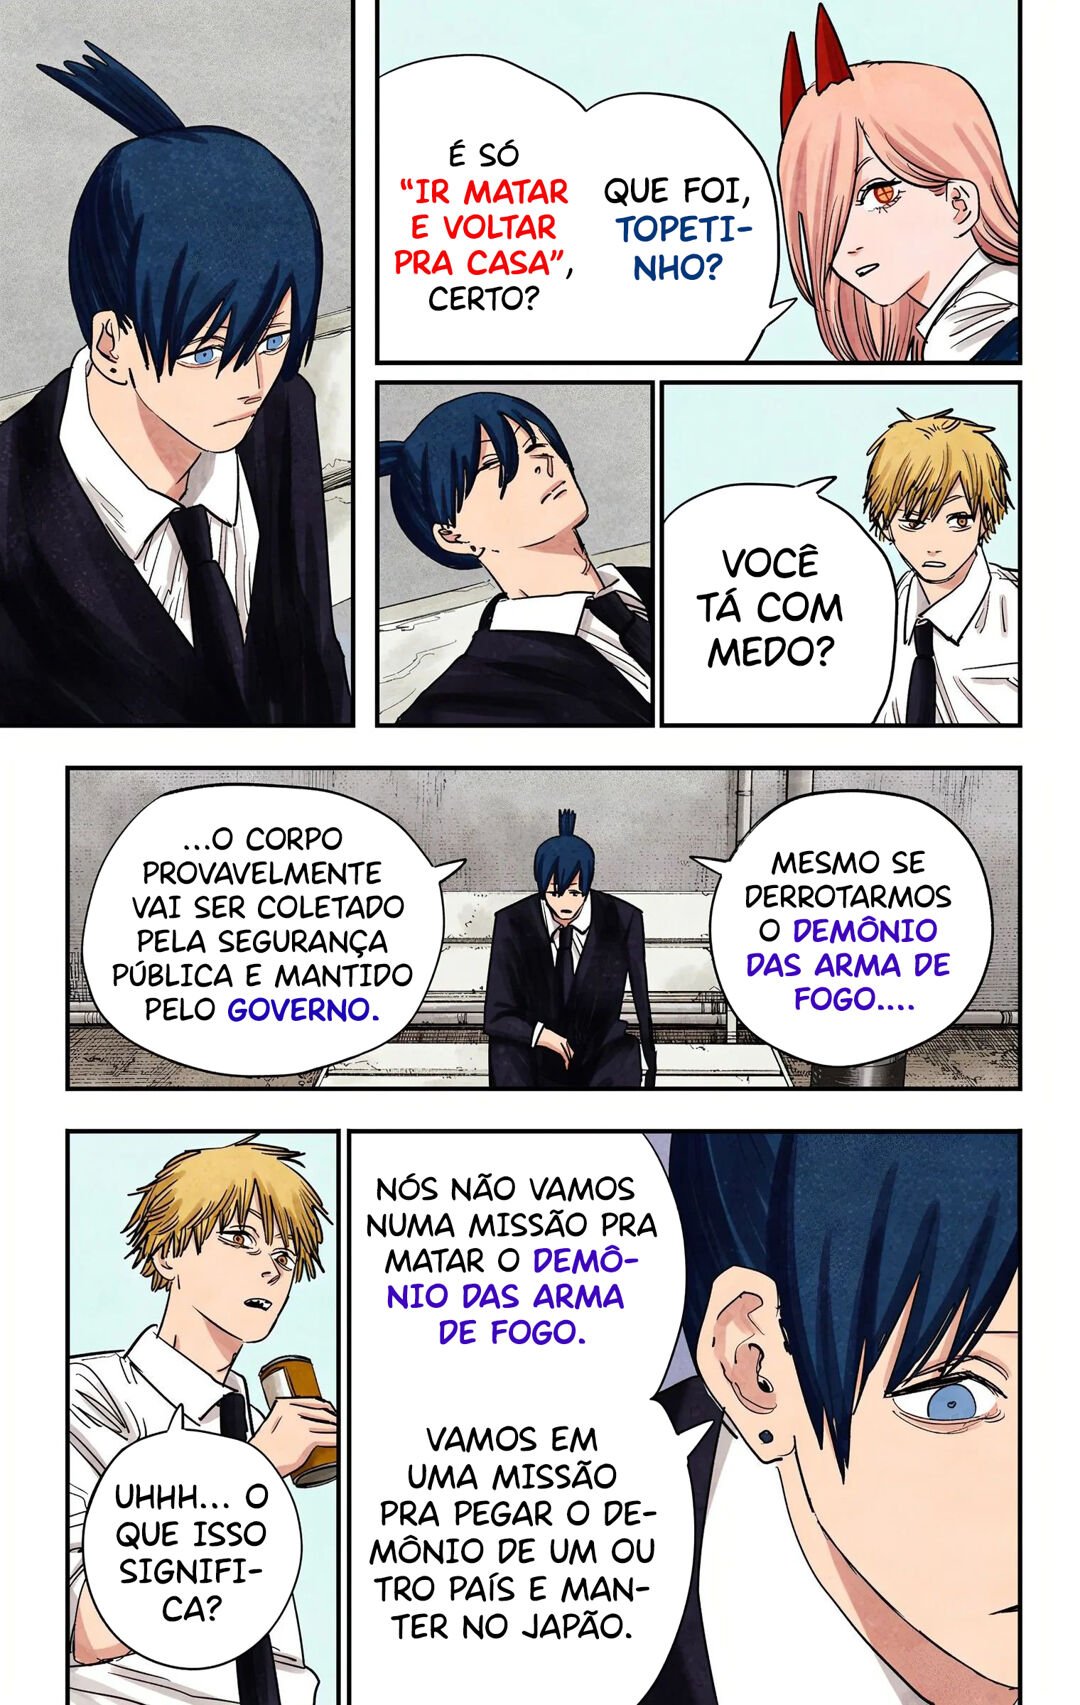 QUE FOI,
TOPETI-
NHO?
É SÓ
“IR MATAR
E VOLTAR
PRA CASA”,
CERTO?
VOCÊ
TÁ COM
MEDO?
MESMO SE
DERROTARMOS
O DEMÔNIO
DAS ARMA DE
FOGO....
...O CORPO
PROVAVELMENTE
VAI SER COLETADO
PELA SEGURANÇA
PÚBLICA E MANTIDO
PELO GOVERNO.
NÓS NÃO VAMOS
NUMA MISSÃO PRA
MATAR O DEMÔ-
NIO DAS ARMA
DE FOGO.
VAMOS EM
UMA MISSÃO
PRA PEGAR O DE-
MÔNIO DE UM OU
TRO PAÍS E MAN-
TER NO JAPÃO.
UHHH... O
QUE ISSO
SIGNIFI-
CA?